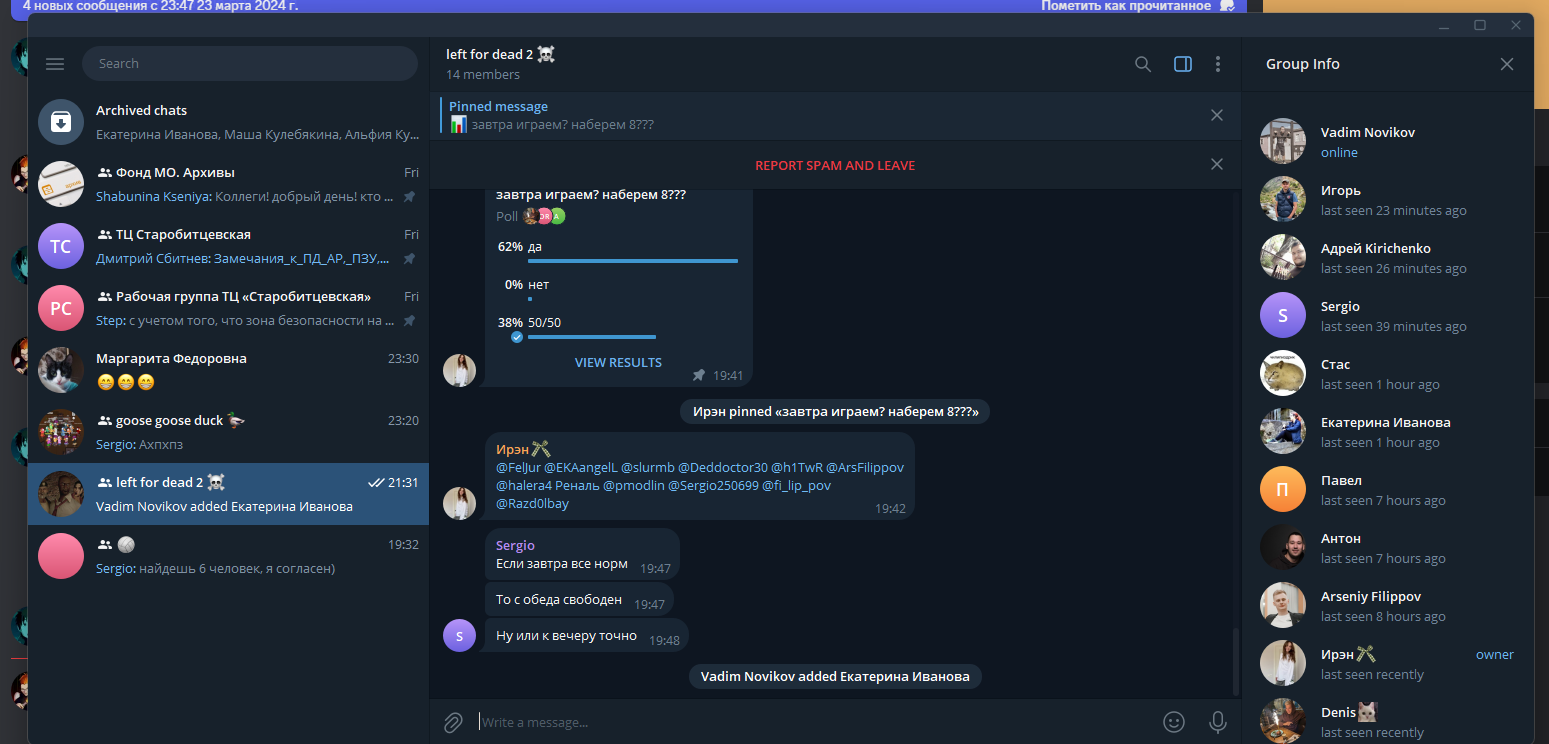 4 новых сообщения с 23:47 23 марта 2024 г.
Пометить как прочитанное
Search
Archived chats
Екатерина Иванова, Маша Кулебякина, Альфия Ку...
Фонд МО. Архивы
Fri
Shabunina Kseniya: Коллеги! добрый день! кто ...
ТС
ТЦ Старобитцевская
Fri
Дмитрий Сбитнев: Замечания_к_ПД_АР,_ПЗУ,...
РС
Рабочая группа ТЦ «Старобитцевская»
Fri
Step: с учетом того, что зона безопасности на ...
Маргарита Федоровна
23:30
😁😁😁
goose goose duck 🦆
23:20
Sergio: Ахпхпз
left for dead 2 ☠️
21:31
Vadim Novikov added Екатерина Иванова
🏐
19:32
Sergio: найдешь 6 человек, я согласен)
left for dead 2 ☠️
14 members
Pinned message
📊 завтра играем? наберем 8???
REPORT SPAM AND LEAVE
завтра играем? наберем 8???
Poll
DR
A
62% да
0% нет
38% 50/50
VIEW RESULTS
19:41
Ирэн pinned «завтра играем? наберем 8???»
Ирэн
@FelJur @EKAangelL @slurmb @Deddoctor30 @h1TwR @ArsFilippov
@halera4 Реналь @pmodlin @Sergio250699 @fi_lip_pov
@Razd0lbay
19:42
Sergio
Если завтра все норм
19:47
То с обеда свободен
19:47
S
Ну или к вечеру точно
19:48
Vadim Novikov added Екатерина Иванова
Write a message...
Group Info
Vadim Novikov
online
Игорь
last seen 23 minutes ago
Адрей Kirichenko
last seen 26 minutes ago
S
Sergio
last seen 39 minutes ago
Стас
last seen 1 hour ago
Екатерина Иванова
last seen 1 hour ago
П
Павел
last seen 7 hours ago
Антон
last seen 7 hours ago
Arseniy Filippov
last seen 8 hours ago
Ирэн
owner
last seen recently
Denis
last seen recently